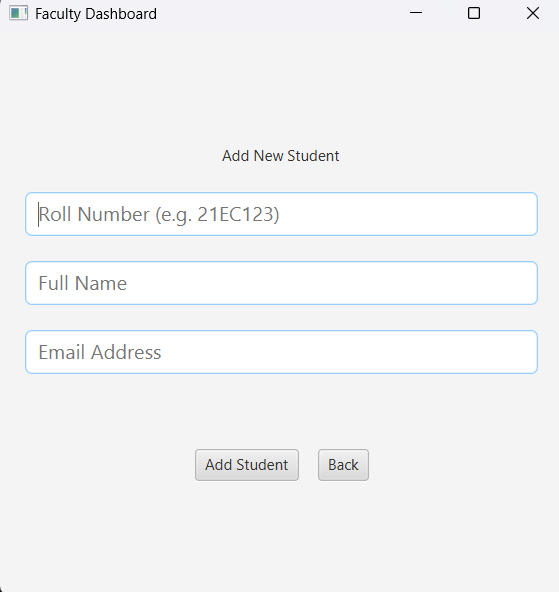 Faculty Dashboard
Add New Student
Roll Number (e.g. 21EC123)
Full Name
Email Address
Add Student Back